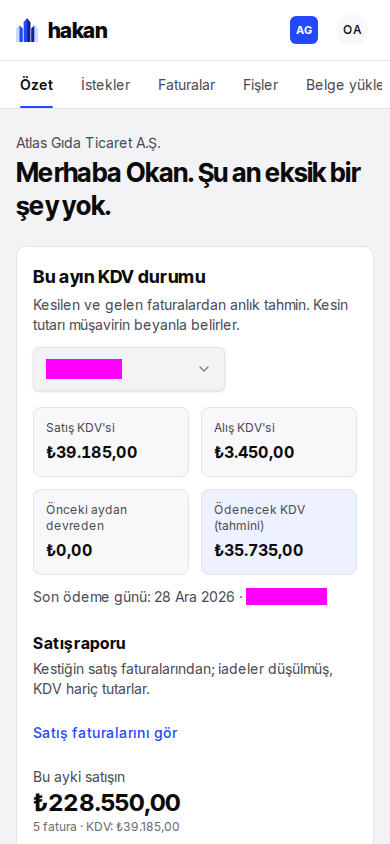 hakan
AG
OA
Özet
İstekler
Faturalar
Fişler
Belge yükle
Atlas Gıda Ticaret A.Ş.
Merhaba Okan. Şu an eksik bir
şey yok.
Bu ayın KDV durumu
Kesilen ve gelen faturalardan anlık tahmin. Kesin
tutarı müşavirin beyanla belirler.
Satış KDV'si
₺39.185,00
Alış KDV'si
₺3.450,00
Önceki aydan
devreden
₺0,00
Ödenecek KDV
(tahmini)
₺35.735,00
Son ödeme günü: 28 Ara 2026 ·
Satış raporu
Kestiğin satış faturalarından; iadeler düşülmüş,
KDV hariç tutarlar.
Satış faturalarını gör
Bu ayki satışın
₺228.550,00
5 fatura · KDV: ₺39.185,00